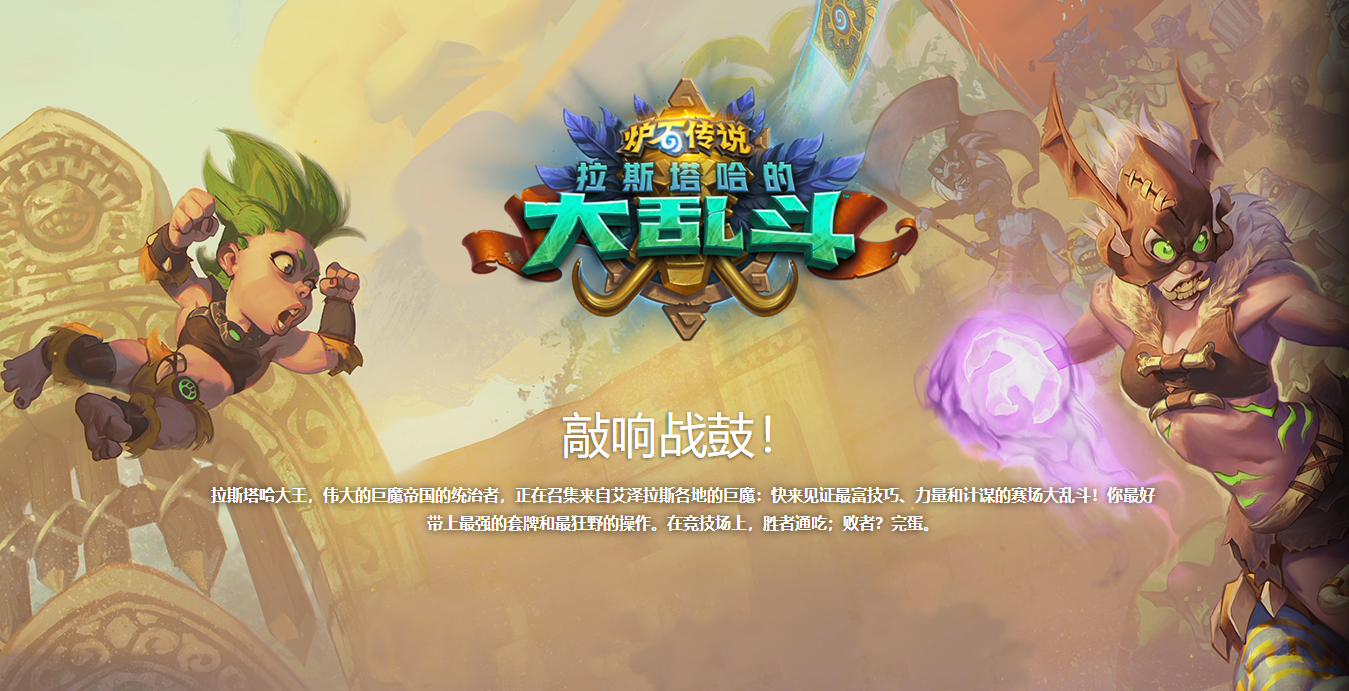 炉石传说
拉斯塔哈的
大乱斗
敲响战鼓！
拉斯塔哈大王，伟大的巨魔帝国的统治者，正在召集来自艾泽拉斯各地的巨魔：快来见证最富技巧、力量和计谋的赛场大乱斗！你最好
带上最强的套牌和最狂野的操作。在竞技场上，胜者通吃；败者？完蛋。